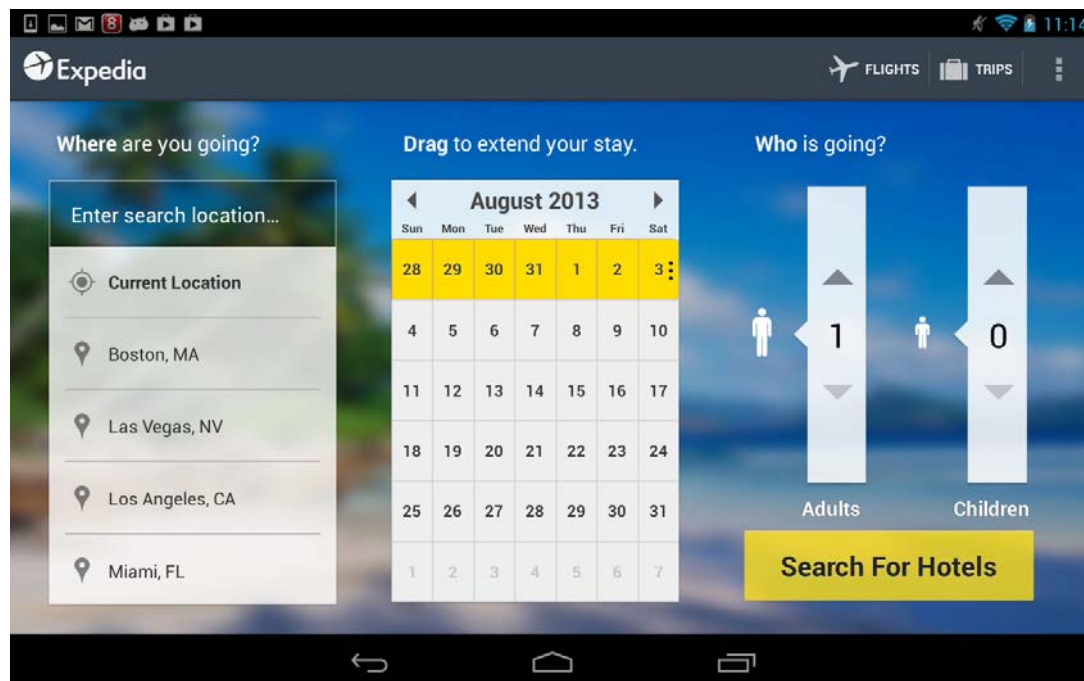 8
11:14
Expedia
FLIGHTS
TRIPS
Where are you going?
Enter search location...
Current Location
Boston, MA
Las Vegas, NV
Los Angeles, CA
Miami, FL
Drag to extend your stay.
August 2013
Sun Mon Tue Wed Thu Fri Sat
28 29 30 31 1 2 3
4 5 6 7 8 9 10
11 12 13 14 15 16 17
18 19 20 21 22 23 24
25 26 27 28 29 30 31
1 2 3 4 5 6 7
Who is going?
1 0
Adults Children
Search For Hotels